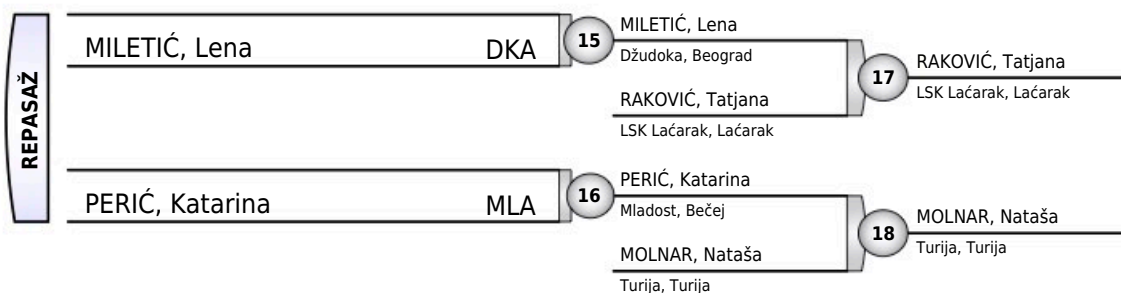 REPASAŽ
MILETIĆ, Lena DKA
15
MILETIĆ, Lena
Džudoka, Beograd
RAKOVIĆ, Tatjana
LSK Laćarak, Laćarak
17
RAKOVIĆ, Tatjana
LSK Laćarak, Laćarak
PERIĆ, Katarina MLA
16
PERIĆ, Katarina
Mladost, Bečej
MOLNAR, Nataša
Turija, Turija
18
MOLNAR, Nataša
Turija, Turija